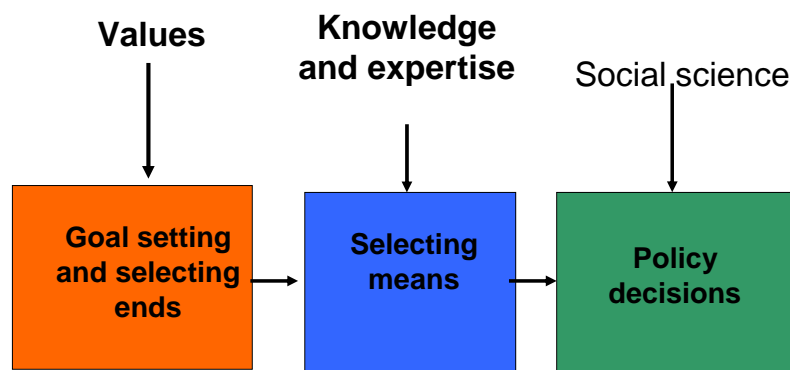 Values
Knowledge
and expertise
Social science
Goal setting
and selecting
ends
Selecting
means
Policy
decisions